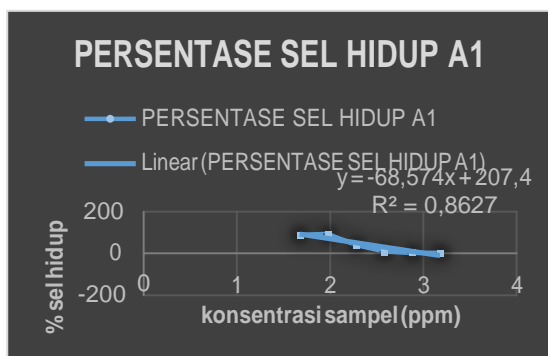 PERSENTASE SEL HIDUP A1
PERSENTASE SEL HIDUP A1
Linear (PERSENTASE SEL HIDUP A1)
y = -68,574x + 207,4
R² = 0,8627
200
0
-200
0 1 2 3 4
% sel hidup
konsentrasi sampel (ppm)